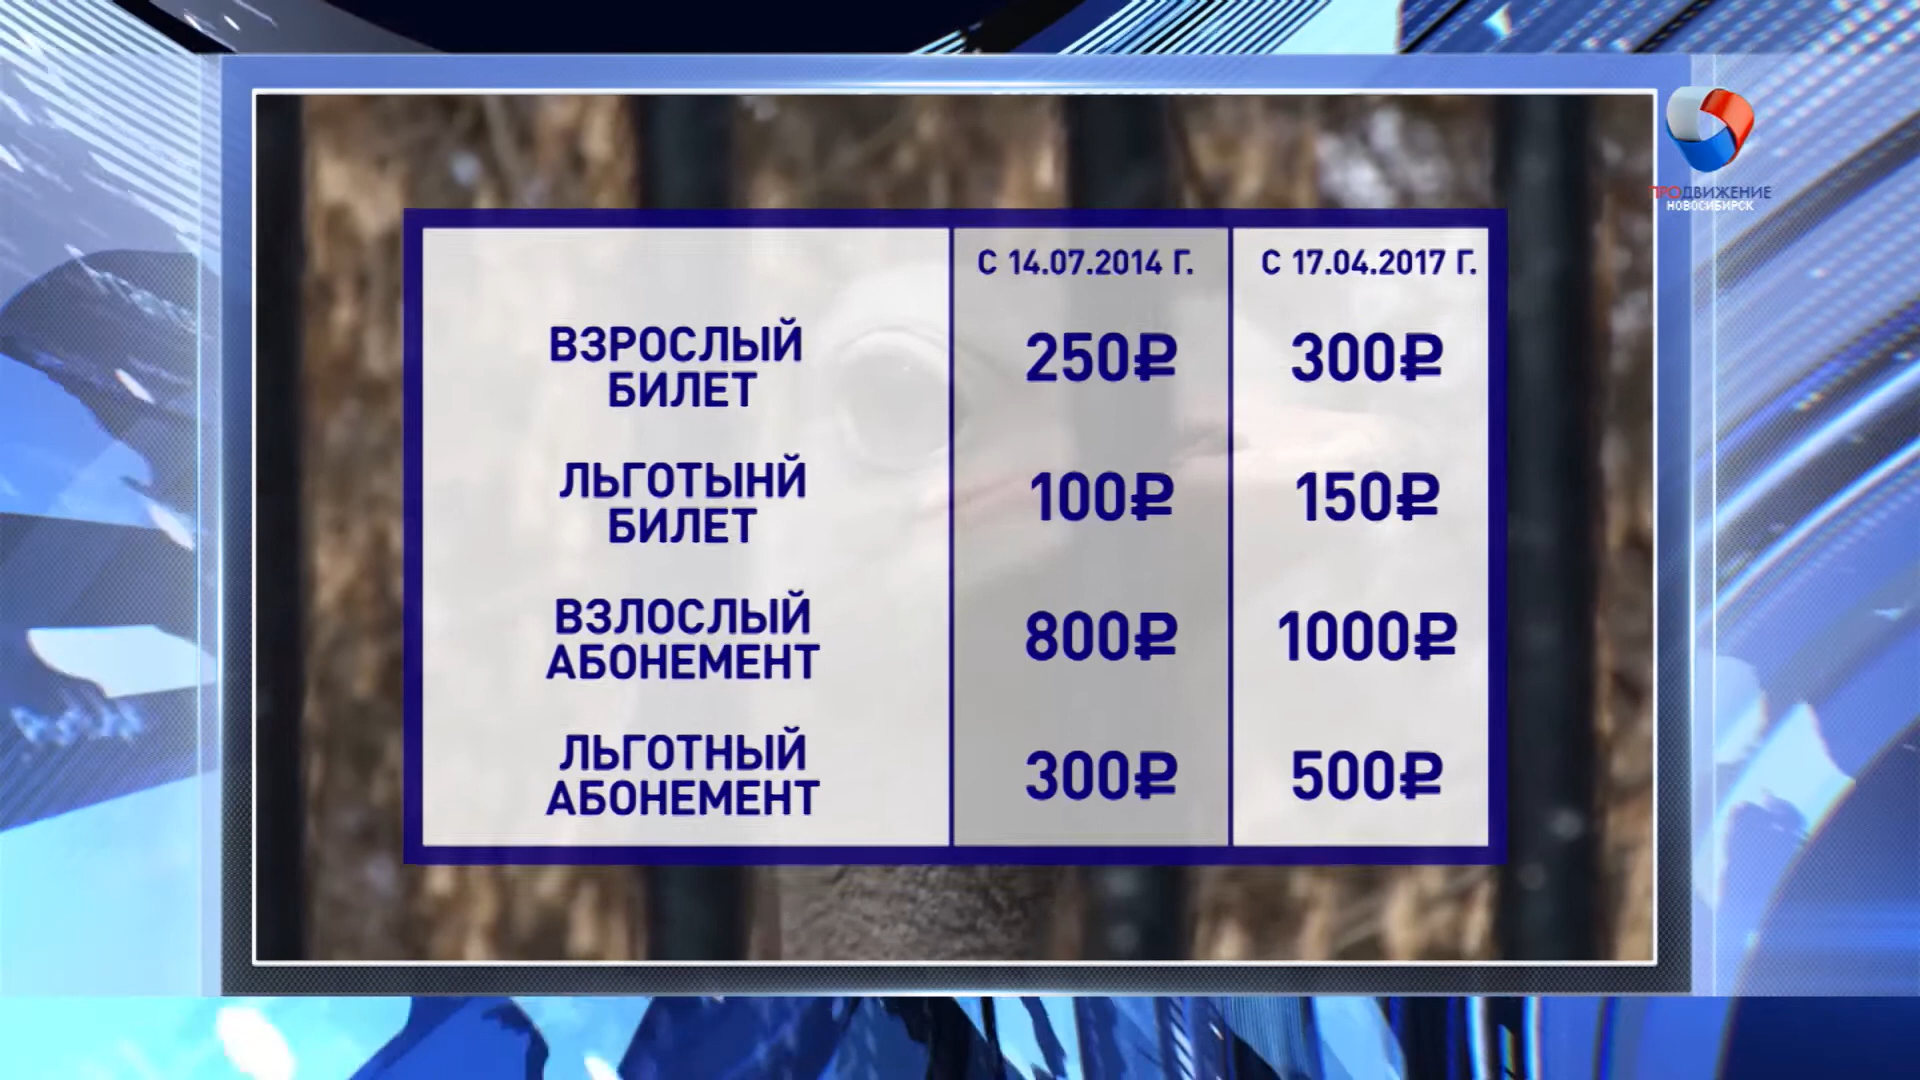 ПРОДВИЖЕНИЕ
НОВОСИБИРСК
С 14.07.2014 Г. С 17.04.2017 Г.
ВЗРОСЛЫЙ
БИЛЕТ
250₽ 300₽
ЛЬГОТЫНЙ
БИЛЕТ
100₽ 150₽
ВЗЛОСЛЫЙ
АБОНЕМЕНТ
800₽ 1000₽
ЛЬГОТНЫЙ
АБОНЕМЕНТ
300₽ 500₽